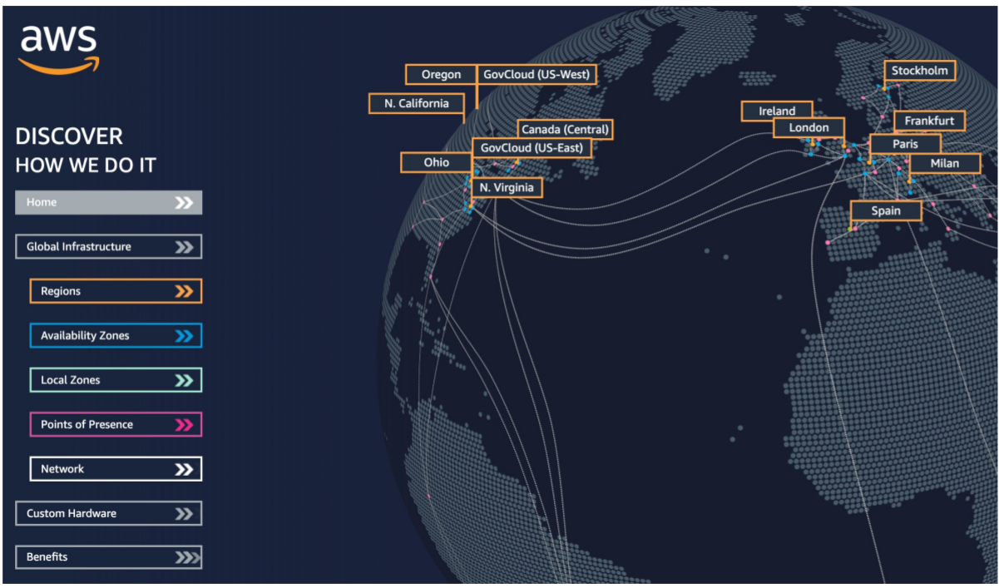 aws
DISCOVER
HOW WE DO IT
Home
Global Infrastructure
Regions
Availability Zones
Local Zones
Points of Presence
Network
Custom Hardware
Benefits
Oregon
GovCloud (US-West)
N. California
Canada (Central)
GovCloud (US-East)
Ohio
N. Virginia
Stockholm
Ireland
London
Frankfurt
Paris
Milan
Spain